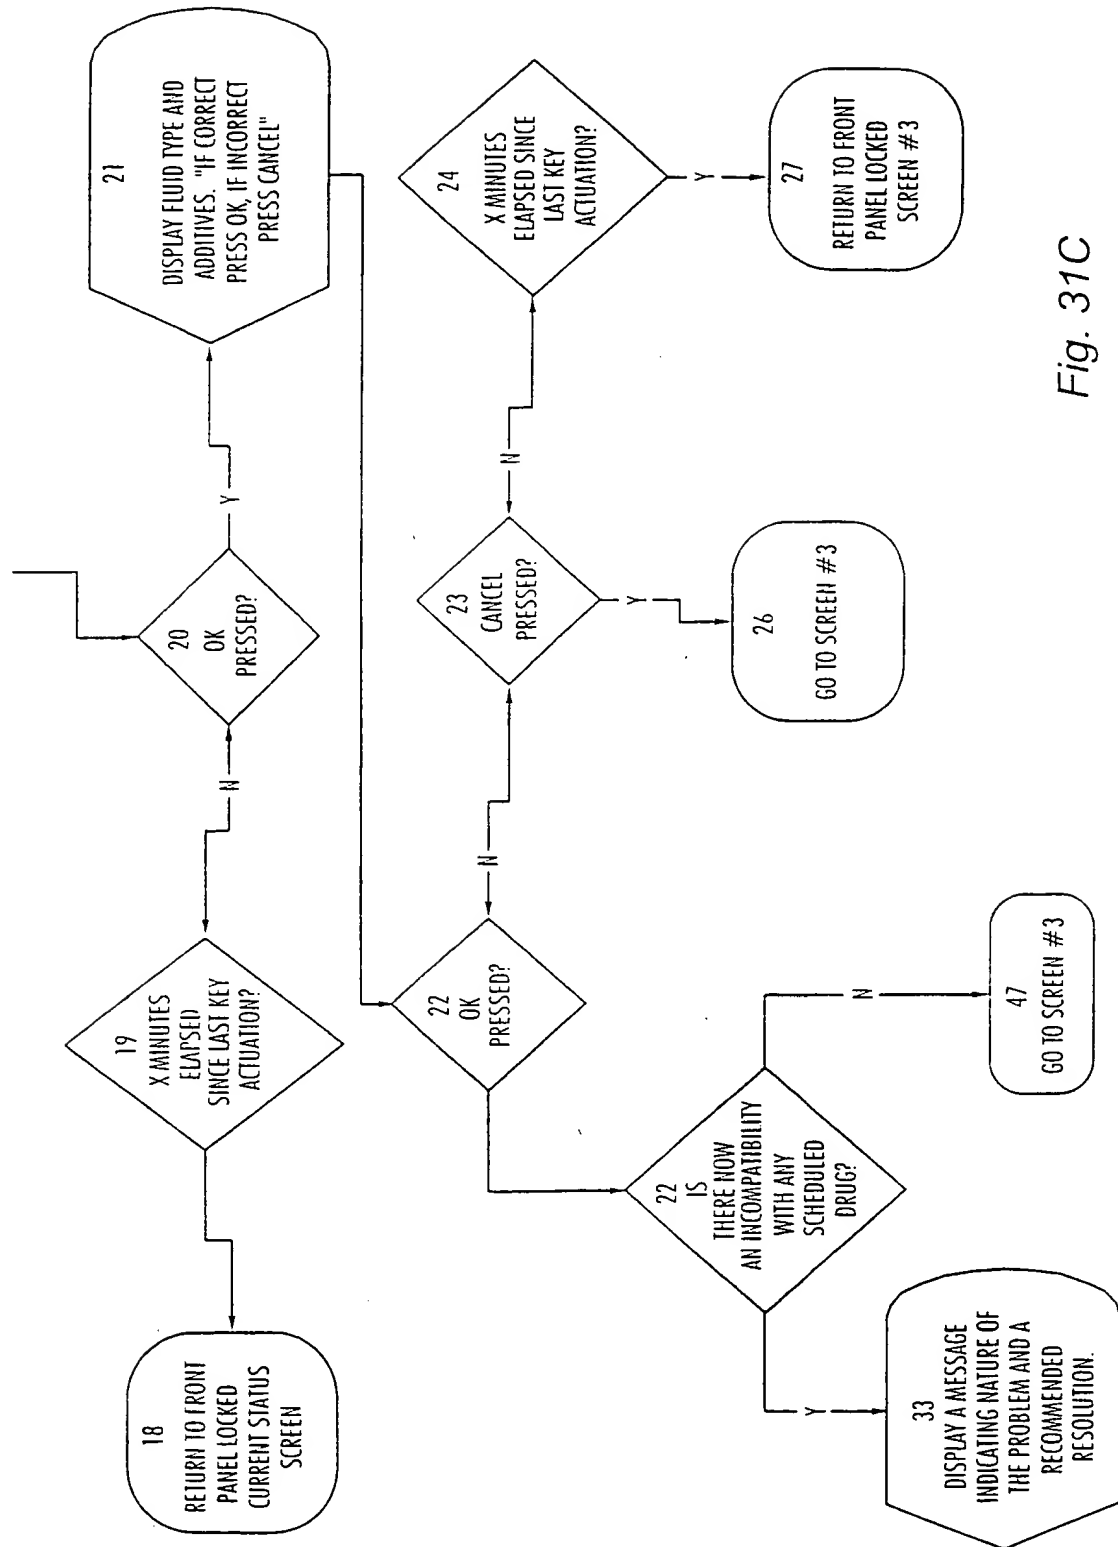 18
RETURN TO FRONT
PANEL LOCKED
CURRENT STATUS
SCREEN
19
X MINUTES
ELAPSED
SINCE LAST KEY
ACTUATION?
N
20
OK
PRESSED?
Y
21
DISPLAY FLUID TYPE AND
ADDITIVES. "IF CORRECT
PRESS OK, IF INCORRECT
PRESS CANCEL"
22
OK
PRESSED?
N
23
CANCEL
PRESSED?
N
24
X MINUTES
ELAPSED SINCE
LAST KEY
ACTUATION?
Y
Y
22
IS
THERE NOW
AN INCOMPATIBILITY
WITH ANY
SCHEDULED
DRUG?
26
GO TO SCREEN #3
27
RETURN TO FRONT
PANEL LOCKED
SCREEN #3
Y
N
33
DISPLAY A MESSAGE
INDICATING NATURE OF
THE PROBLEM AND A
RECOMMENDED
RESOLUTION.
47
GO TO SCREEN #3
Fig. 31C